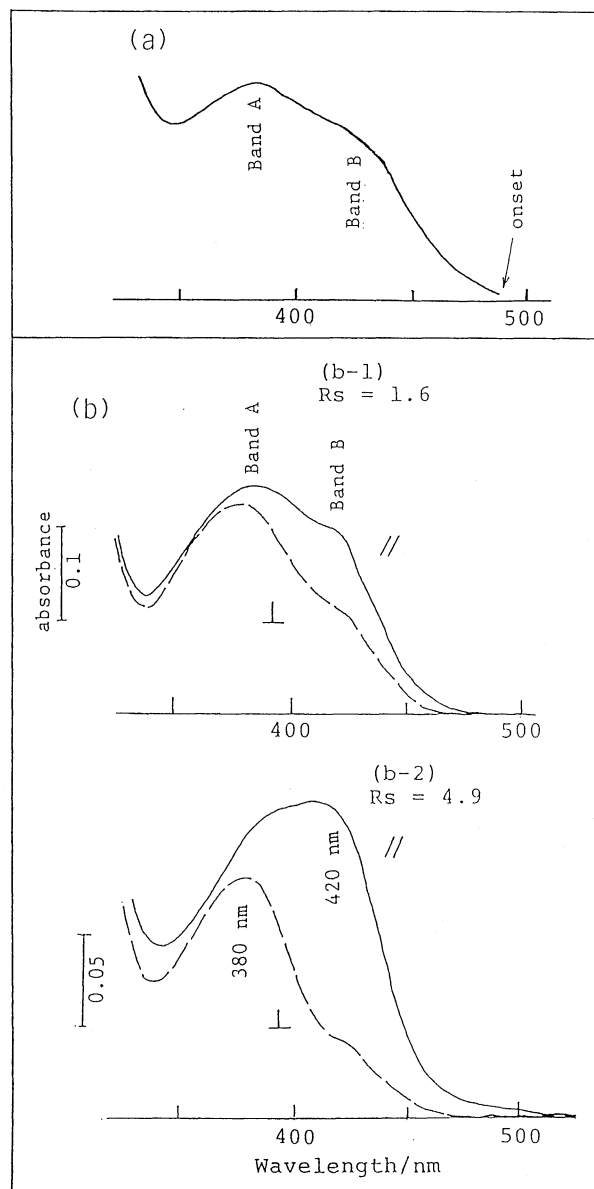 (a)
Band A
Band B
onset
400
500
(b)
(b-1)
Rs = 1.6
Band A
Band B
//
absorbance
0.1
⊥
400
500
(b-2)
Rs = 4.9
//
420 nm
380 nm
0.05
⊥
400
500
Wavelength/nm